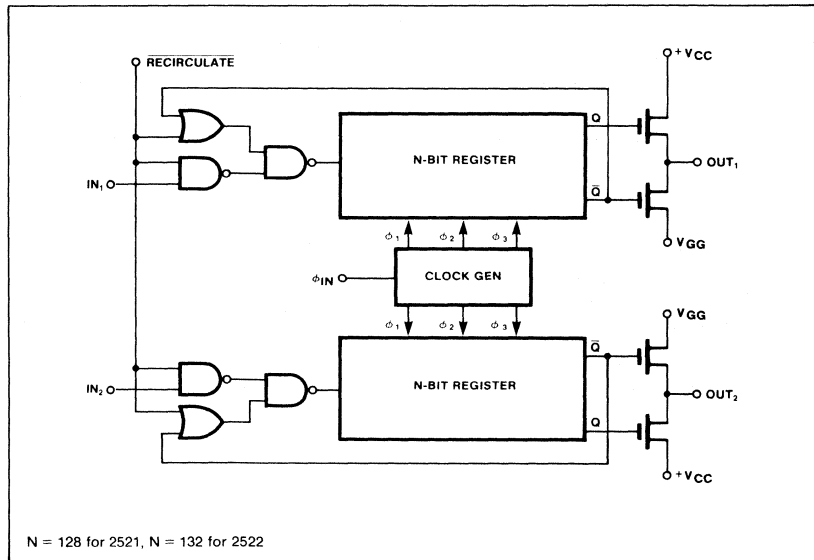 +VCC
RECIRCULATE
Q
N-BIT REGISTER
OUT₁
IN₁
Q̅
ϕ₁ ϕ₂ ϕ₃
VGG
ϕIN
CLOCK GEN
ϕ₁ ϕ₂ ϕ₃
VGG
Q̅
IN₂
N-BIT REGISTER
OUT₂
Q
+VCC
N = 128 for 2521, N = 132 for 2522